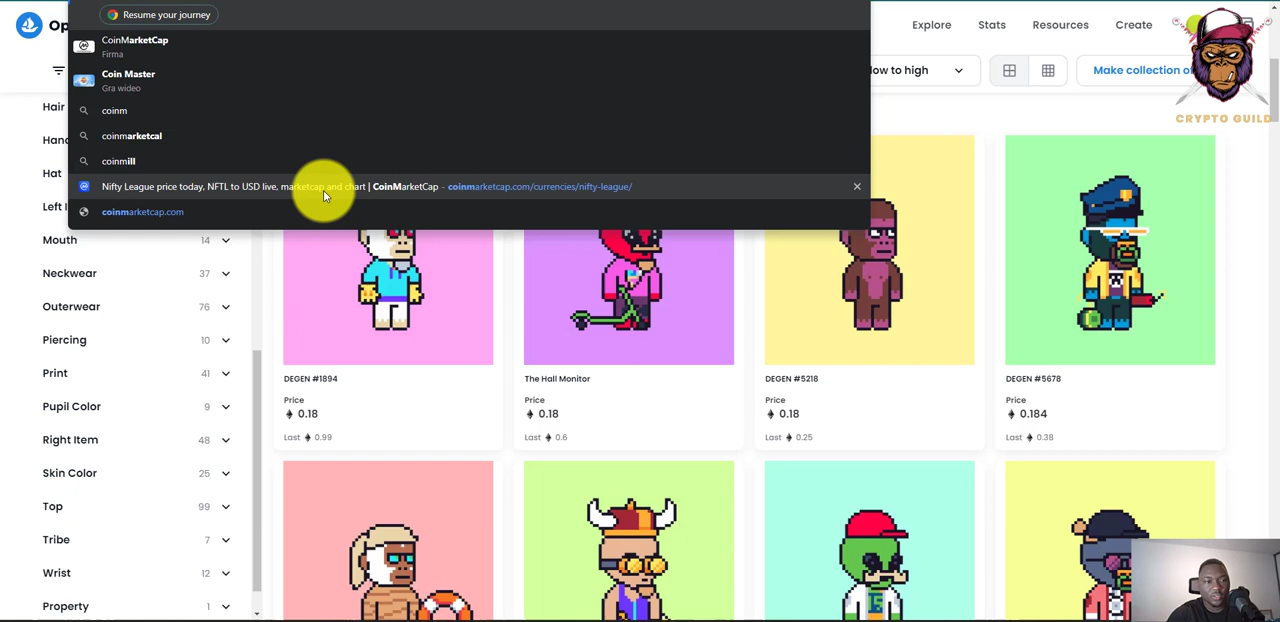 Resume your journey
Op
Explore
Stats
Resources
Create
CoinMarketCap
Firma
Coin Master
Gra wideo
coinm
coinmarketcal
coinmill
Nifty League price today, NFTL to USD live, marketcap and chart | CoinMarketCap - coinmarketcap.com/currencies/nifty-league/
coinmarketcap.com
low to high
Make collection o
CRYPTO GUILD
Hair
Hand
Hat
Left I
Mouth 14
Neckwear 37
Outerwear 76
Piercing 10
Print 41
Pupil Color 9
Right Item 48
Skin Color 25
Top 99
Tribe 7
Wrist 12
Property 1
DEGEN #1894
Price
0.18
Last 0.99
The Hall Monitor
Price
0.18
Last 0.6
DEGEN #5218
Price
0.18
Last 0.25
DEGEN #5678
Price
0.184
Last 0.38